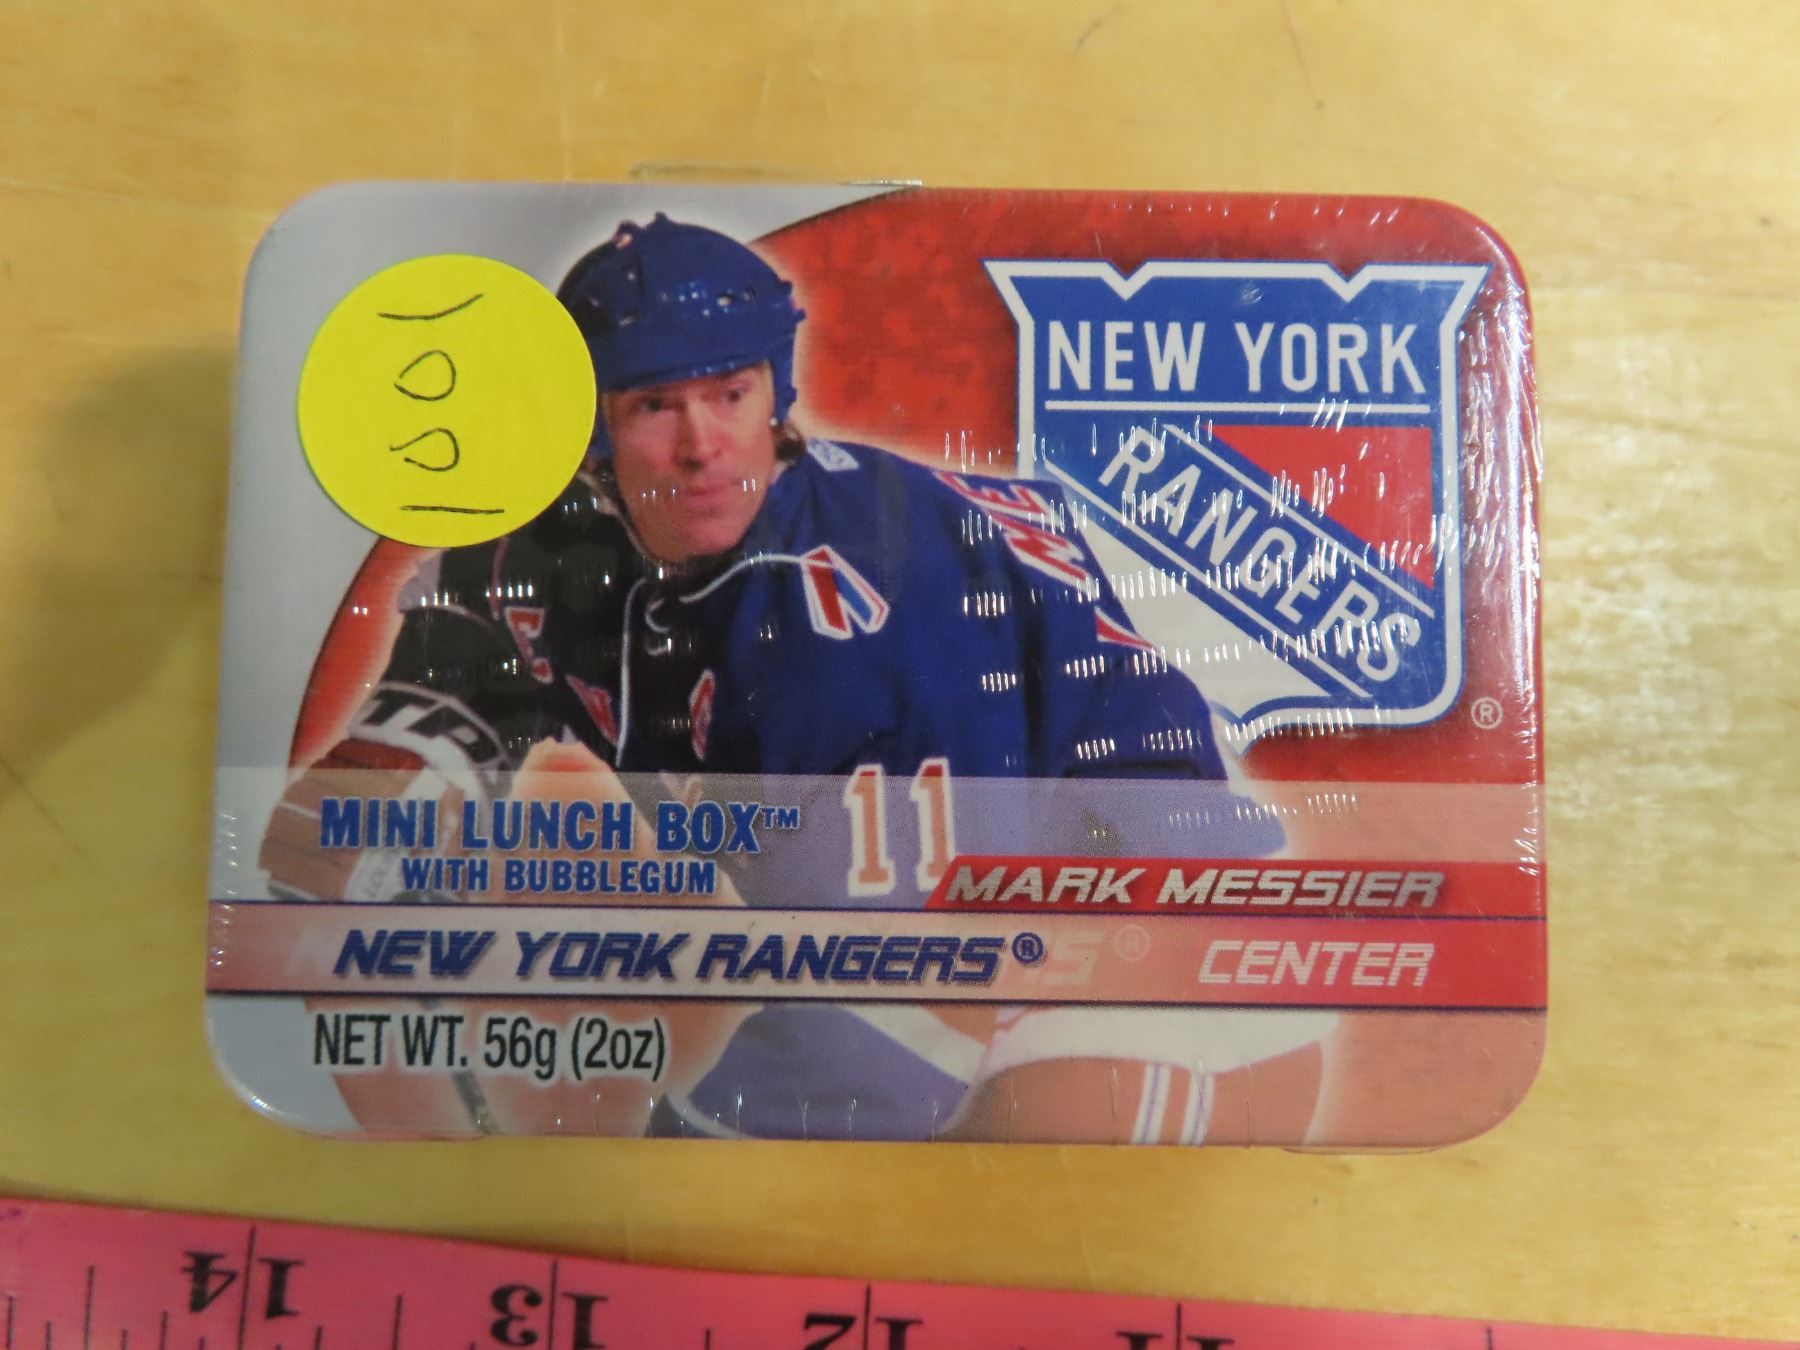 1001
NEW YORK
RANGERS
®
ME
11
MINI LUNCH BOX™
WITH BUBBLEGUM
MARK MESSIER
NEW YORK RANGERS®
CENTER
NET WT. 56g (2oz)
14
13
12
11